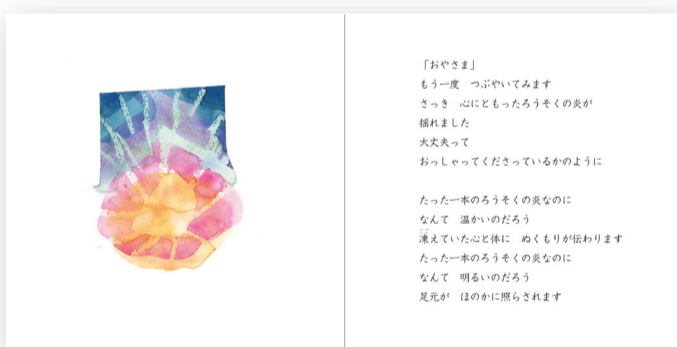 「おやさま」
もう一度　つぶやいてみます
さっき　心にともったろうそくの炎が
揺れました
大丈夫って
おっしゃってくださっているかのように
たった一本のろうそくの炎なのに
なんて　温かいのだろう
凍えていた心と体に　ぬくもりが伝わります
たった一本のろうそくの炎なのに
なんて　明るいのだろう
足元が　ほのかに照らされます